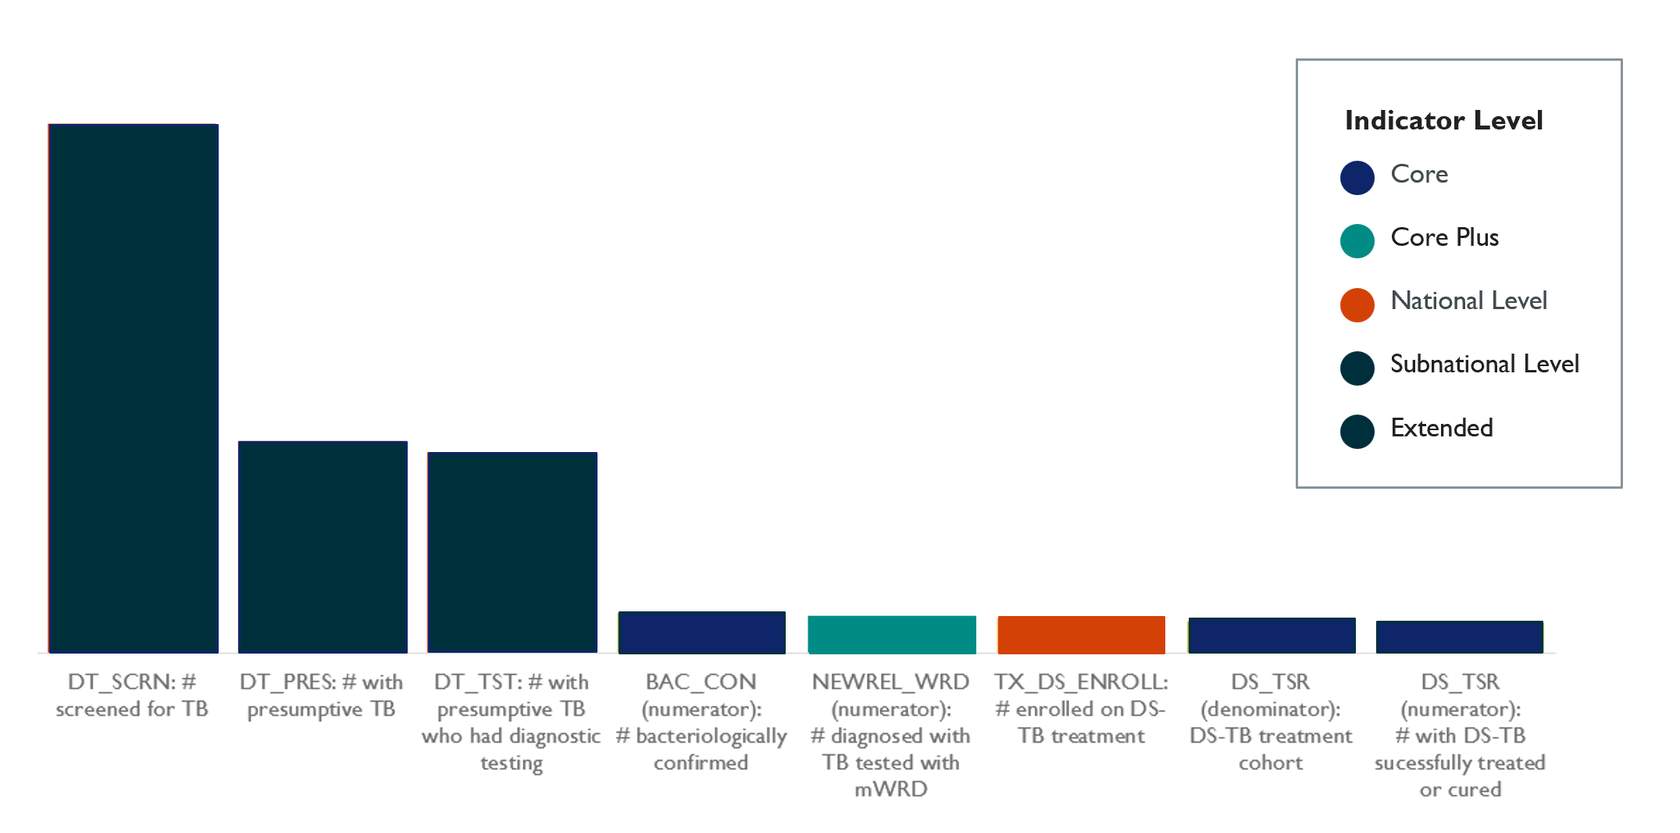 Indicator Level
Core
Core Plus
National Level
Subnational Level
Extended
DT_SCRN: #
screened for TB
DT_PRES: # with
presumptive TB
DT_TST: # with
presumptive TB
who had diagnostic
testing
BAC_CON
(numerator):
# bacteriologically
confirmed
NEWREL_WRD
(numerator):
# diagnosed with
TB tested with
mWRD
TX_DS_ENROLL:
# enrolled on DS-
TB treatment
DS_TSR
(denominator):
DS-TB treatment
cohort
DS_TSR
(numerator):
# with DS-TB
sucessfully treated
or cured